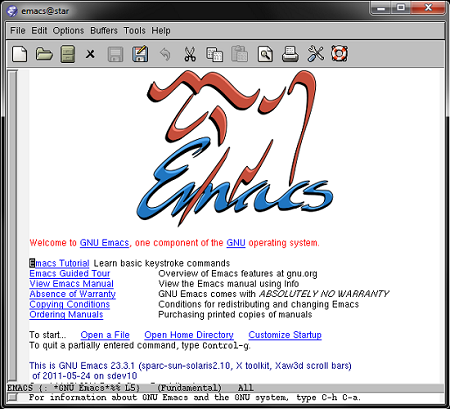 emacs@star
File Edit Options Buffers Tools Help
Emacs
Welcome to GNU Emacs, one component of the GNU operating system.
Emacs Tutorial Learn basic keystroke commands
Emacs Guided Tour Overview of Emacs features at gnu.org
View Emacs Manual View the Emacs manual using Info
Absence of Warranty GNU Emacs comes with ABSOLUTELY NO WARRANTY
Copying Conditions Conditions for redistributing and changing Emacs
Ordering Manuals Purchasing printed copies of manuals
To start... Open a File Open Home Directory Customize Startup
To quit a partially entered command, type Control-g.
This is GNU Emacs 23.3.1 (sparc-sun-solaris2.10, X toolkit, Xaw3d scroll bars)
of 2011-05-24 on sdev10
EMACS (: *GNU Emacs*%% L5) (Fundamental) All
For information about GNU Emacs and the GNU system, type C-h C-a.